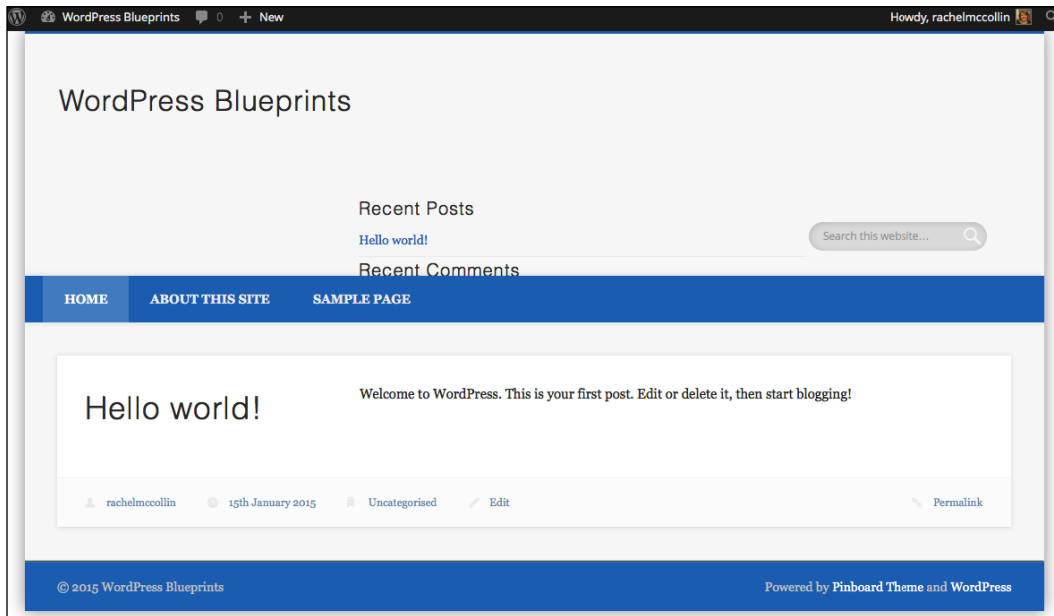 WordPress Blueprints 0 + New Howdy, rachelmccollin
WordPress Blueprints
Recent Posts
Hello world!
Search this website...
Recent Comments
HOME ABOUT THIS SITE SAMPLE PAGE
Hello world!
Welcome to WordPress. This is your first post. Edit or delete it, then start blogging!
rachelmccollin 15th January 2015 Uncategorised Edit Permalink
© 2015 WordPress Blueprints Powered by Pinboard Theme and WordPress